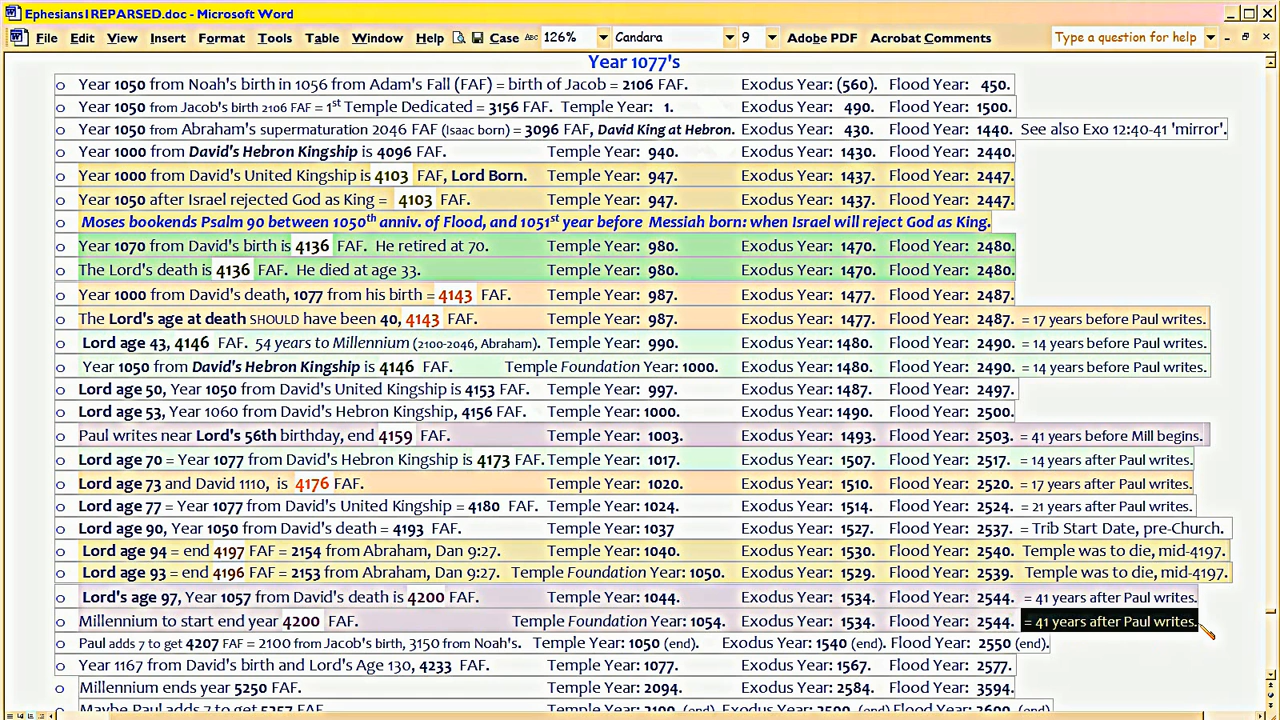 Ephesians1REPARSED.doc - Microsoft Word
File Edit View Insert Format Tools Table Window Help Case ABC 126% Candara 9 Adobe PDF Acrobat Comments Type a question for help
Year 1077's
o Year 1050 from Noah's birth in 1056 from Adam's Fall (FAF) = birth of Jacob = 2106 FAF. Exodus Year: (560). Flood Year: 450.
o Year 1050 from Jacob's birth 2106 FAF = 1st Temple Dedicated = 3156 FAF. Temple Year: 1. Exodus Year: 490. Flood Year: 1500.
o Year 1050 from Abraham's supermaturation 2046 FAF (Isaac born) = 3096 FAF, David King at Hebron. Exodus Year: 430. Flood Year: 1440. See also Exo 12:40-41 'mirror'.
o Year 1000 from David's Hebron Kingship is 4096 FAF. Temple Year: 940. Exodus Year: 1430. Flood Year: 2440.
o Year 1000 from David's United Kingship is 4103 FAF, Lord Born. Temple Year: 947. Exodus Year: 1437. Flood Year: 2447.
o Year 1050 after Israel rejected God as King = 4103 FAF. Temple Year: 947. Exodus Year: 1437. Flood Year: 2447.
o Moses bookends Psalm 90 between 1050th anniv. of Flood, and 1051st year before Messiah born: when Israel will reject God as King.
o Year 1070 from David's birth is 4136 FAF. He retired at 70. Temple Year: 980. Exodus Year: 1470. Flood Year: 2480.
o The Lord's death is 4136 FAF. He died at age 33. Temple Year: 980. Exodus Year: 1470. Flood Year: 2480.
o Year 1000 from David's death, 1077 from his birth = 4143 FAF. Temple Year: 987. Exodus Year: 1477. Flood Year: 2487.
o The Lord's age at death SHOULD have been 40, 4143 FAF. Temple Year: 987. Exodus Year: 1477. Flood Year: 2487. = 17 years before Paul writes.
o Lord age 43, 4146 FAF. 54 years to Millennium (2100-2046, Abraham). Temple Year: 990. Exodus Year: 1480. Flood Year: 2490. = 14 years before Paul writes.
o Year 1050 from David's Hebron Kingship is 4146 FAF. Temple Foundation Year: 1000. Exodus Year: 1480. Flood Year: 2490. = 14 years before Paul writes.
o Lord age 50, Year 1050 from David's United Kingship is 4153 FAF. Temple Year: 997. Exodus Year: 1487. Flood Year: 2497.
o Lord age 53, Year 1060 from David's Hebron Kingship, 4156 FAF. Temple Year: 1000. Exodus Year: 1490. Flood Year: 2500.
o Paul writes near Lord's 56th birthday, end 4159 FAF. Temple Year: 1003. Exodus Year: 1493. Flood Year: 2503. = 41 years before Mill begins.
o Lord age 70 = Year 1077 from David's Hebron Kingship is 4173 FAF. Temple Year: 1017. Exodus Year: 1507. Flood Year: 2517. = 14 years after Paul writes.
o Lord age 73 and David 1110, is 4176 FAF. Temple Year: 1020. Exodus Year: 1510. Flood Year: 2520. = 17 years after Paul writes.
o Lord age 77 = Year 1077 from David's United Kingship = 4180 FAF. Temple Year: 1024. Exodus Year: 1514. Flood Year: 2524. = 21 years after Paul writes.
o Lord age 90, Year 1050 from David's death = 4193 FAF. Temple Year: 1037 Exodus Year: 1527. Flood Year: 2537. = Trib Start Date, pre-Church.
o Lord age 94 = end 4197 FAF = 2154 from Abraham, Dan 9:27. Temple Year: 1040. Exodus Year: 1530. Flood Year: 2540. Temple was to die, mid-4197.
o Lord age 93 = end 4196 FAF = 2153 from Abraham, Dan 9:27. Temple Foundation Year: 1050. Exodus Year: 1529. Flood Year: 2539. Temple was to die, mid-4197.
o Lord's age 97, Year 1057 from David's death is 4200 FAF. Temple Year: 1044. Exodus Year: 1534. Flood Year: 2544. = 41 years after Paul writes.
o Millennium to start end year 4200 FAF. Temple Foundation Year: 1054. Exodus Year: 1534. Flood Year: 2544. = 41 years after Paul writes.
o Paul adds 7 to get 4207 FAF = 2100 from Jacob's birth, 3150 from Noah's. Temple Year: 1050 (end). Exodus Year: 1540 (end). Flood Year: 2550 (end).
o Year 1167 from David's birth and Lord's Age 130, 4233 FAF. Temple Year: 1077. Exodus Year: 1567. Flood Year: 2577.
o Millennium ends year 5250 FAF. Temple Year: 2094. Exodus Year: 2584. Flood Year: 3594.
o Maybe Paul adds 7 to get 5257 FAF. Temple Year: 2100 (end) Exodus Year: 2590 (end) Flood Year: 3600 (end)